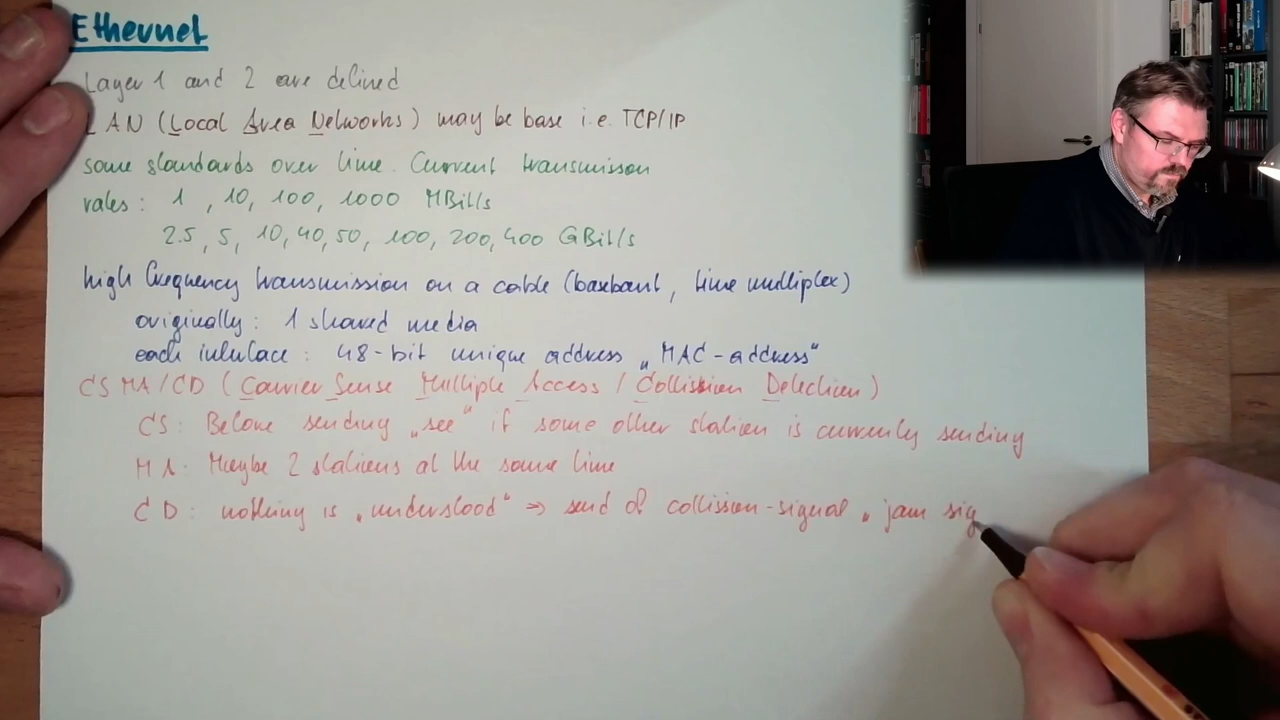 Ethernet
Layer 1 and 2 are defined
LAN (Local Area Networks) may be base i.e. TCP/IP
some standards over time. Current transmisson
rates: 1, 10, 100, 1000 MBit/s
2.5, 5, 10, 40, 50, 100, 200, 400 GBit/s
high frequency transmission on a cable (baseband, time multiplex)
originally: 1 shared media
each interface: 48-bit unique address „MAC-address"
CSMA/CD (Carrier Sense Multiple Access / Collision Detection)
CS: Before sending „see" if some other station is currenly sending
MA: Maybe 2 stations at the same time
CD: nothing is „understood" => send of collission-signal „jam sig